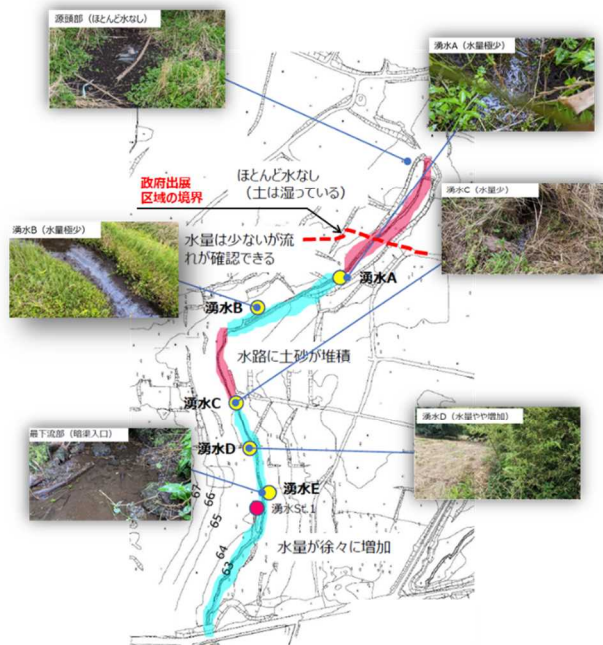 源頭部（ほとんど水なし）
湧水A（水量極少）
政府出展
区域の境界
ほとんど水なし
（土は湿っている）
湧水C（水量少）
湧水B（水量極少）
水量は少ないが流
れが確認できる
湧水A
湧水B
水路に土砂が堆積
湧水C
湧水D（水量やや増加）
最下流部（暗渠入口）
湧水D
湧水E
湧水St.1
67
66
65
64
63
水量が徐々に増加